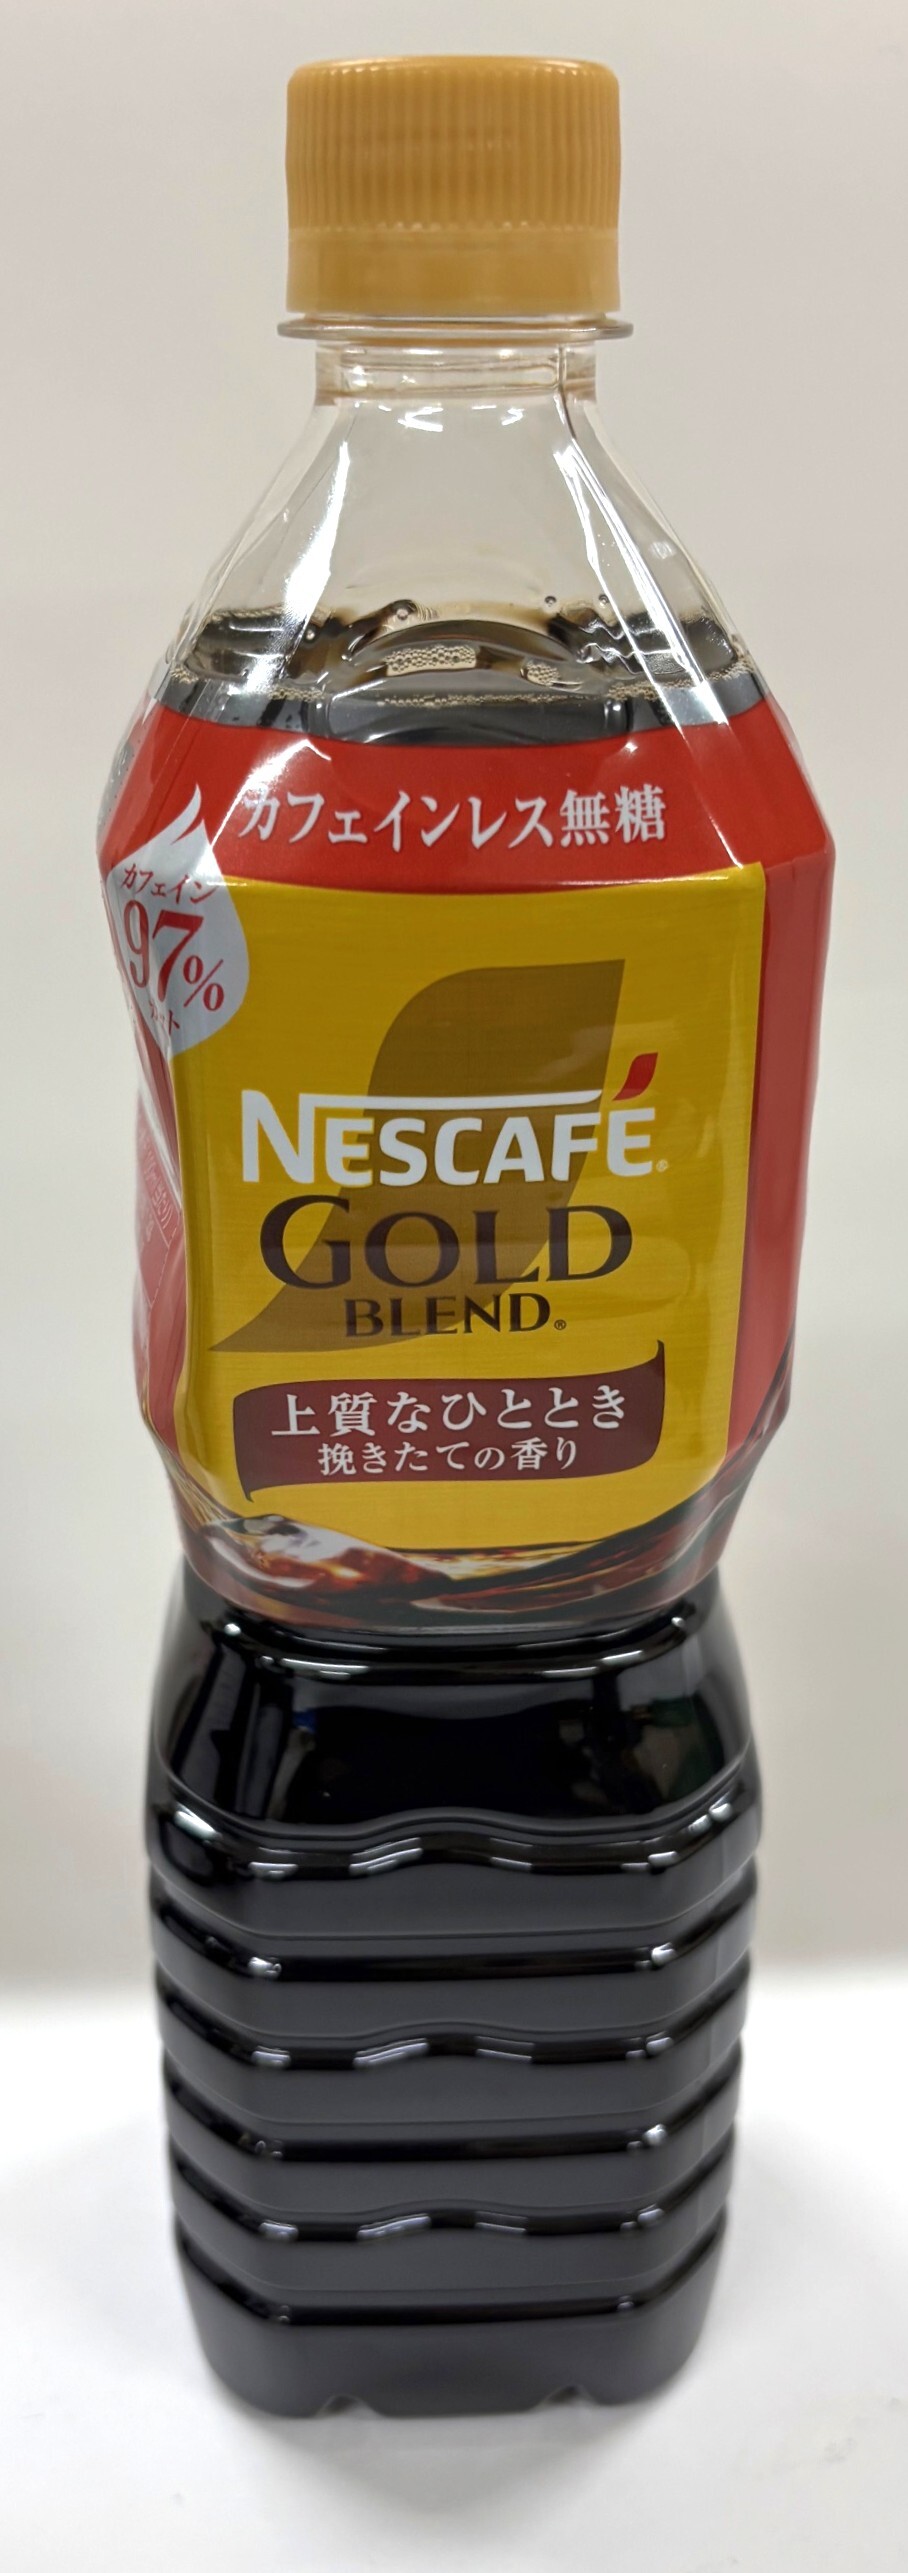 カフェインレス無糖
カフェイン
97%
カット
NESCAFÉ®
GOLD
BLEND®
上質なひととき
挽きたての香り